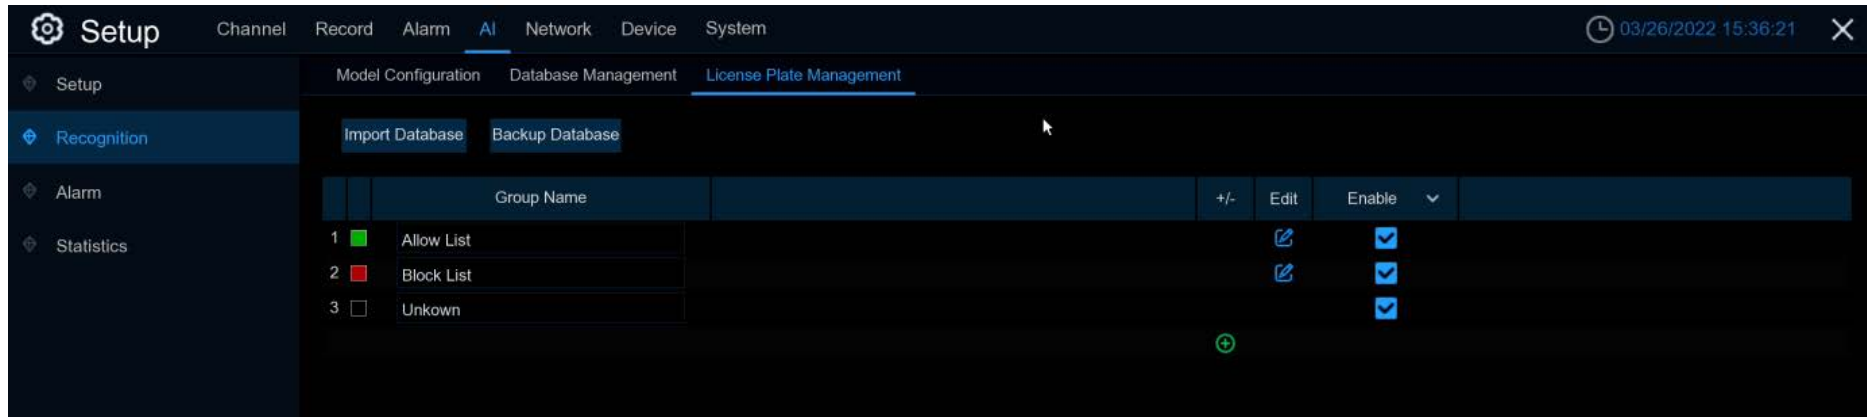 Setup Channel Record Alarm AI Network Device System 03/26/2022 15:36:21
Model Configuration Database Management License Plate Management
Setup
Import Database Backup Database
Recognition
Group Name +/- Edit Enable
Alarm
1 Allow List
Statistics
2 Block List
3 Unkown